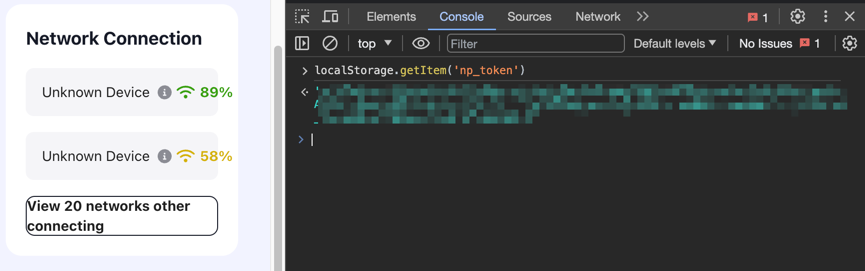 Network Connection
Unknown Device 89%
Unknown Device 58%
View 20 networks other
connecting
Elements Console Sources Network 1
top Filter Default levels No Issues 1
localStorage.getItem('np_token')